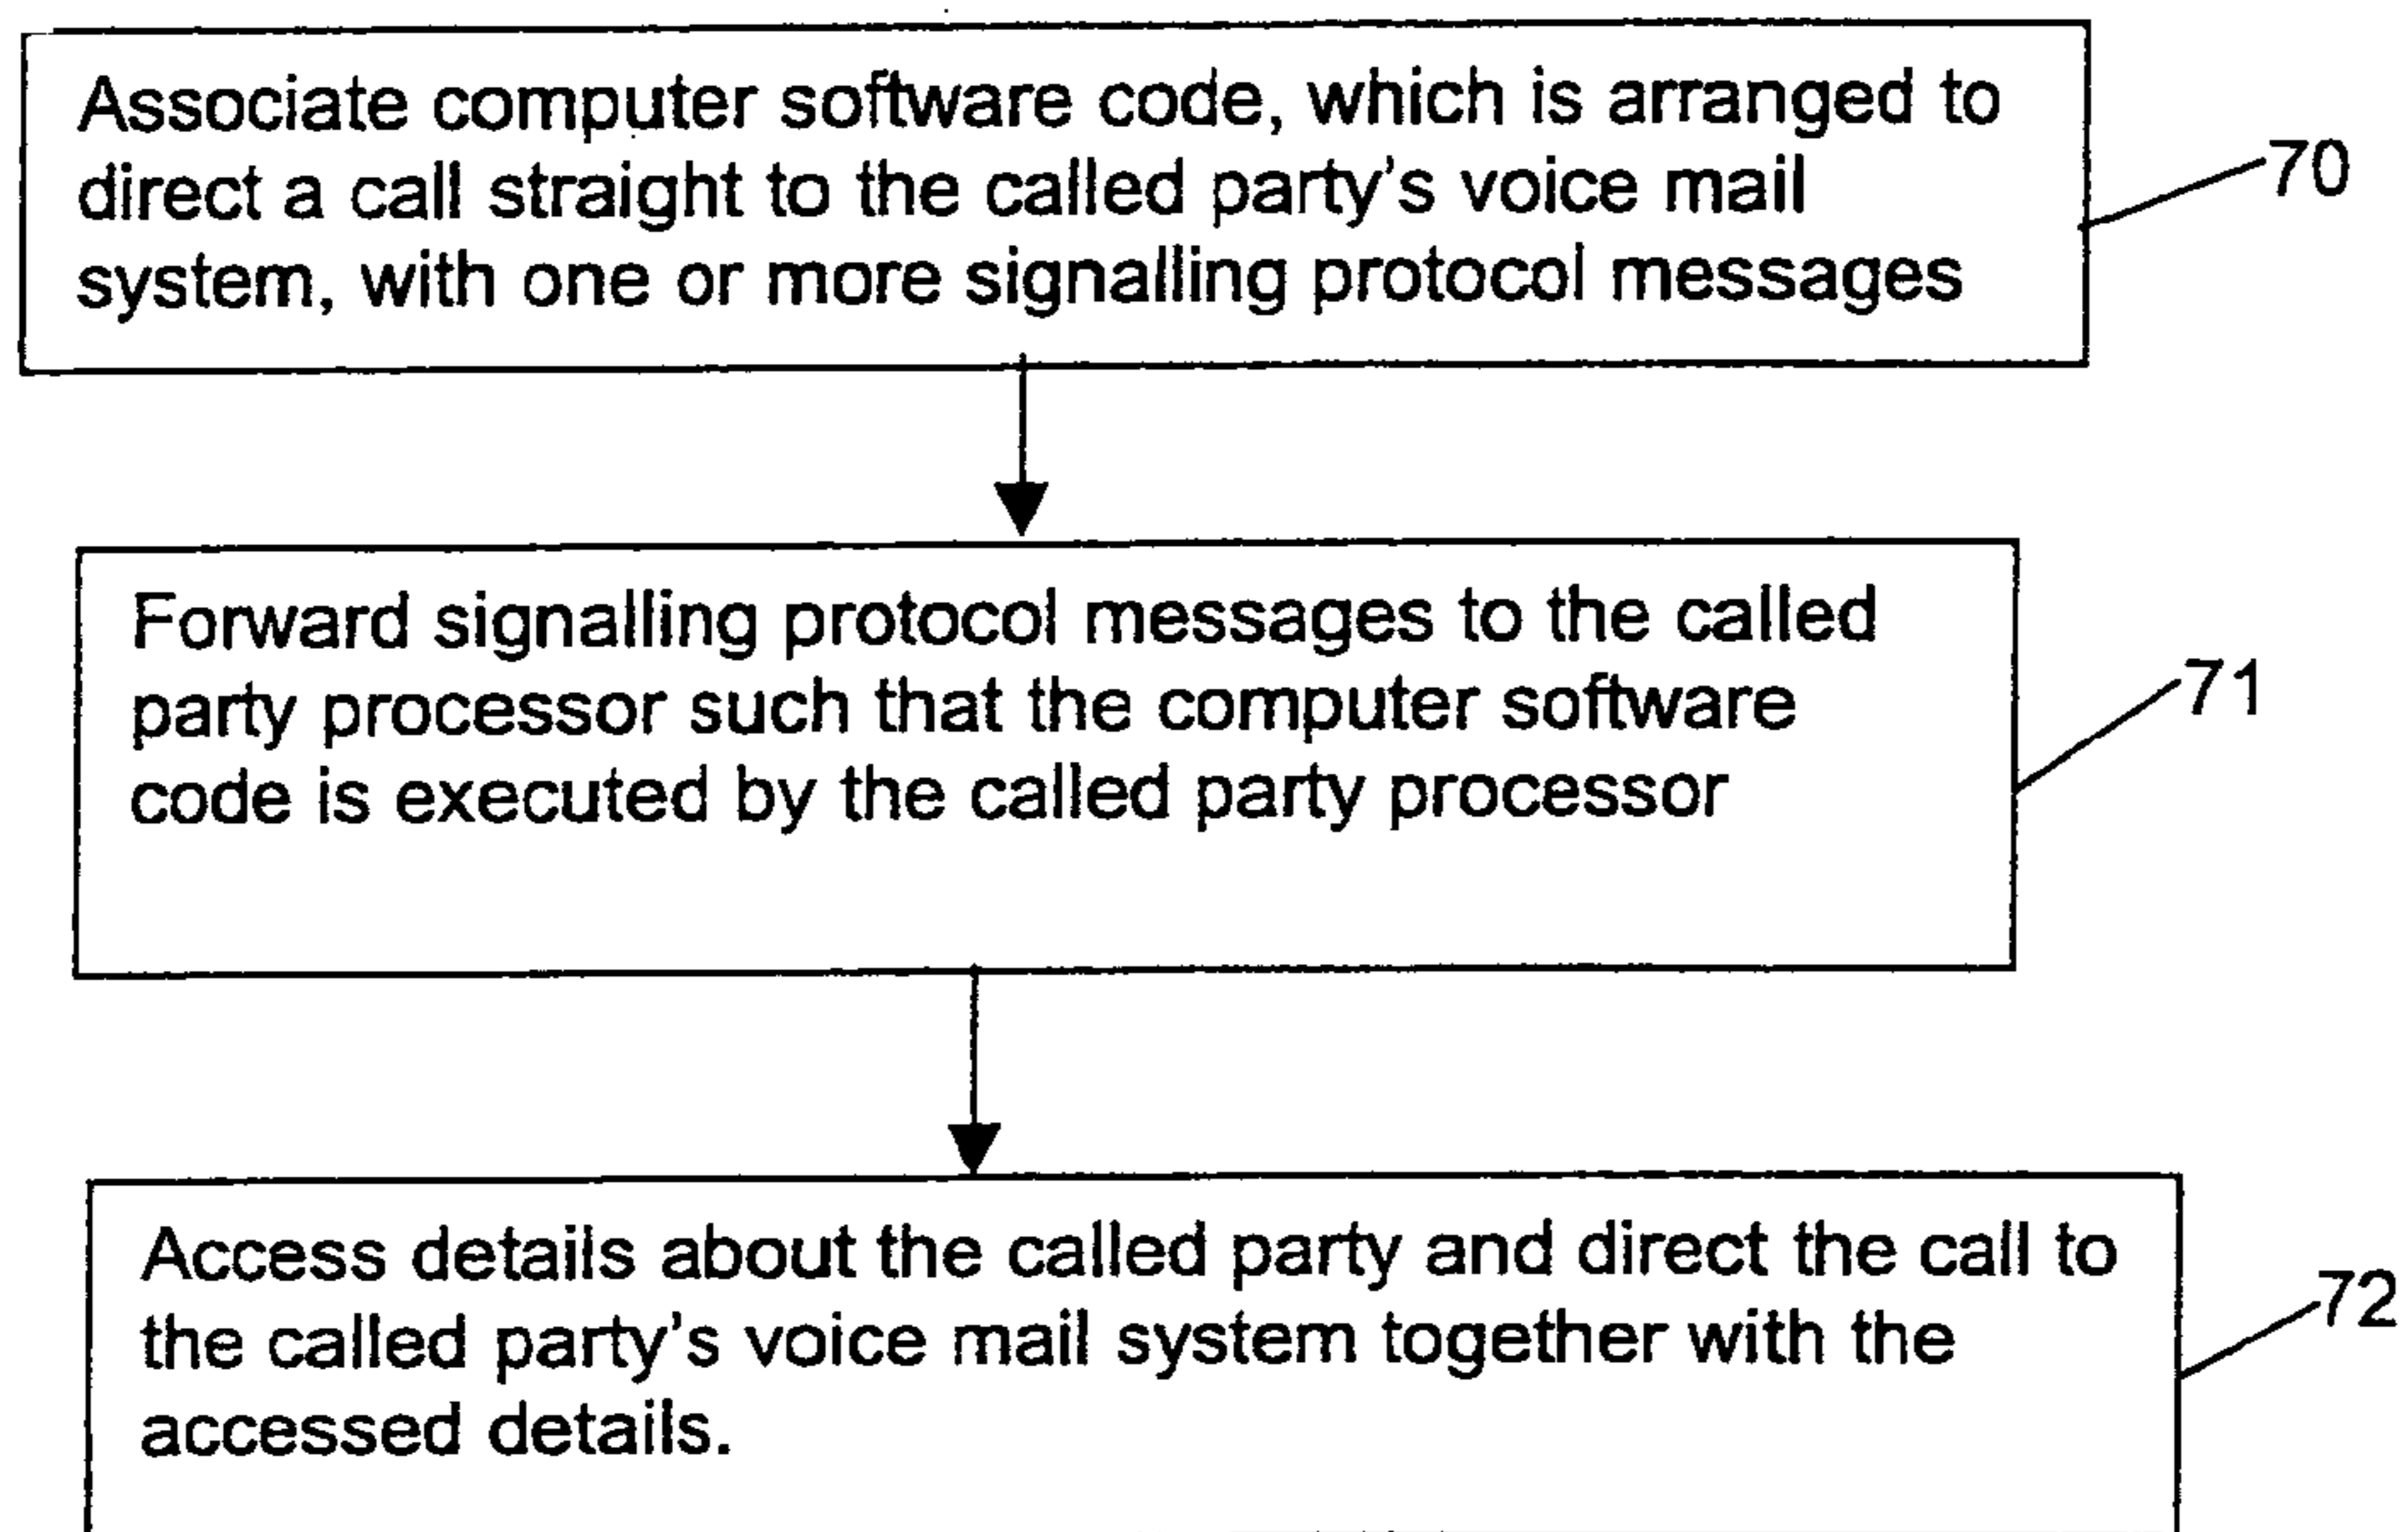 Associate computer software code, which is arranged to
direct a call straight to the called party's voice mail
system, with one or more signalling protocol messages
70
Forward signalling protocol messages to the called
party processor such that the computer software
code is executed by the called party processor
71
Access details about the called party and direct the call to
the called party's voice mail system together with the
accessed details.
72